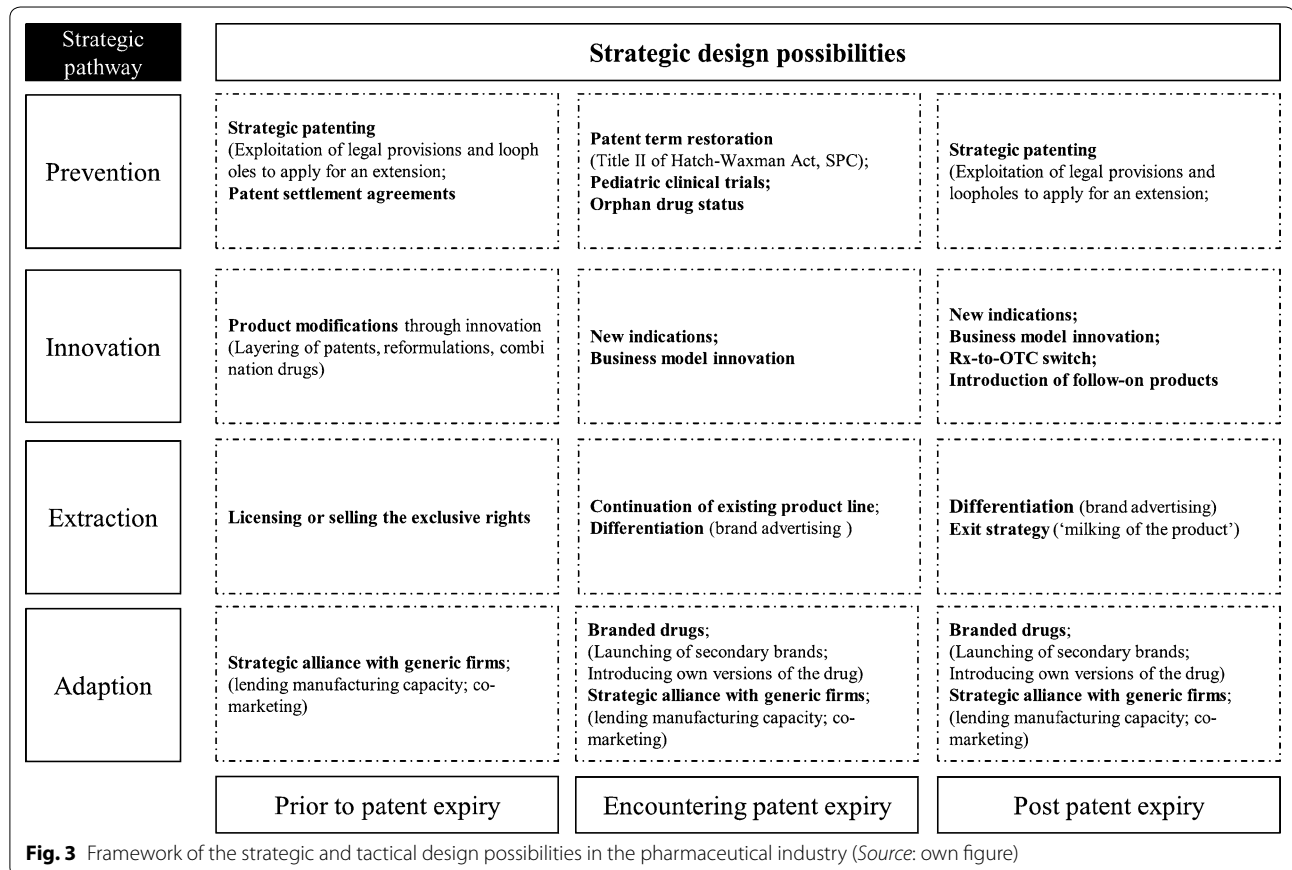 Strategic
pathway
Strategic design possibilities
Prevention
Strategic patenting
(Exploitation of legal provisions and looph
oles to apply for an extension;
Patent settlement agreements
Patent term restoration
(Title II of Hatch-Waxman Act, SPC);
Pediatric clinical trials;
Orphan drug status
Strategic patenting
(Exploitation of legal provisions and
loopholes to apply for an extension;
Innovation
Product modifications through innovation
(Layering of patents, reformulations, combi
nation drugs)
New indications;
Business model innovation
New indications;
Business model innovation;
Rx-to-OTC switch;
Introduction of follow-on products
Extraction
Licensing or selling the exclusive rights
Continuation of existing product line;
Differentiation (brand advertising )
Differentiation (brand advertising)
Exit strategy (‘milking of the product’)
Adaption
Strategic alliance with generic firms;
(lending manufacturing capacity; co-
marketing)
Branded drugs;
(Launching of secondary brands;
Introducing own versions of the drug)
Strategic alliance with generic firms;
(lending manufacturing capacity; co-
marketing)
Branded drugs;
(Launching of secondary brands;
Introducing own versions of the drug)
Strategic alliance with generic firms;
(lending manufacturing capacity; co-
marketing)
Prior to patent expiry
Encountering patent expiry
Post patent expiry
Fig. 3 Framework of the strategic and tactical design possibilities in the pharmaceutical industry (Source: own figure)